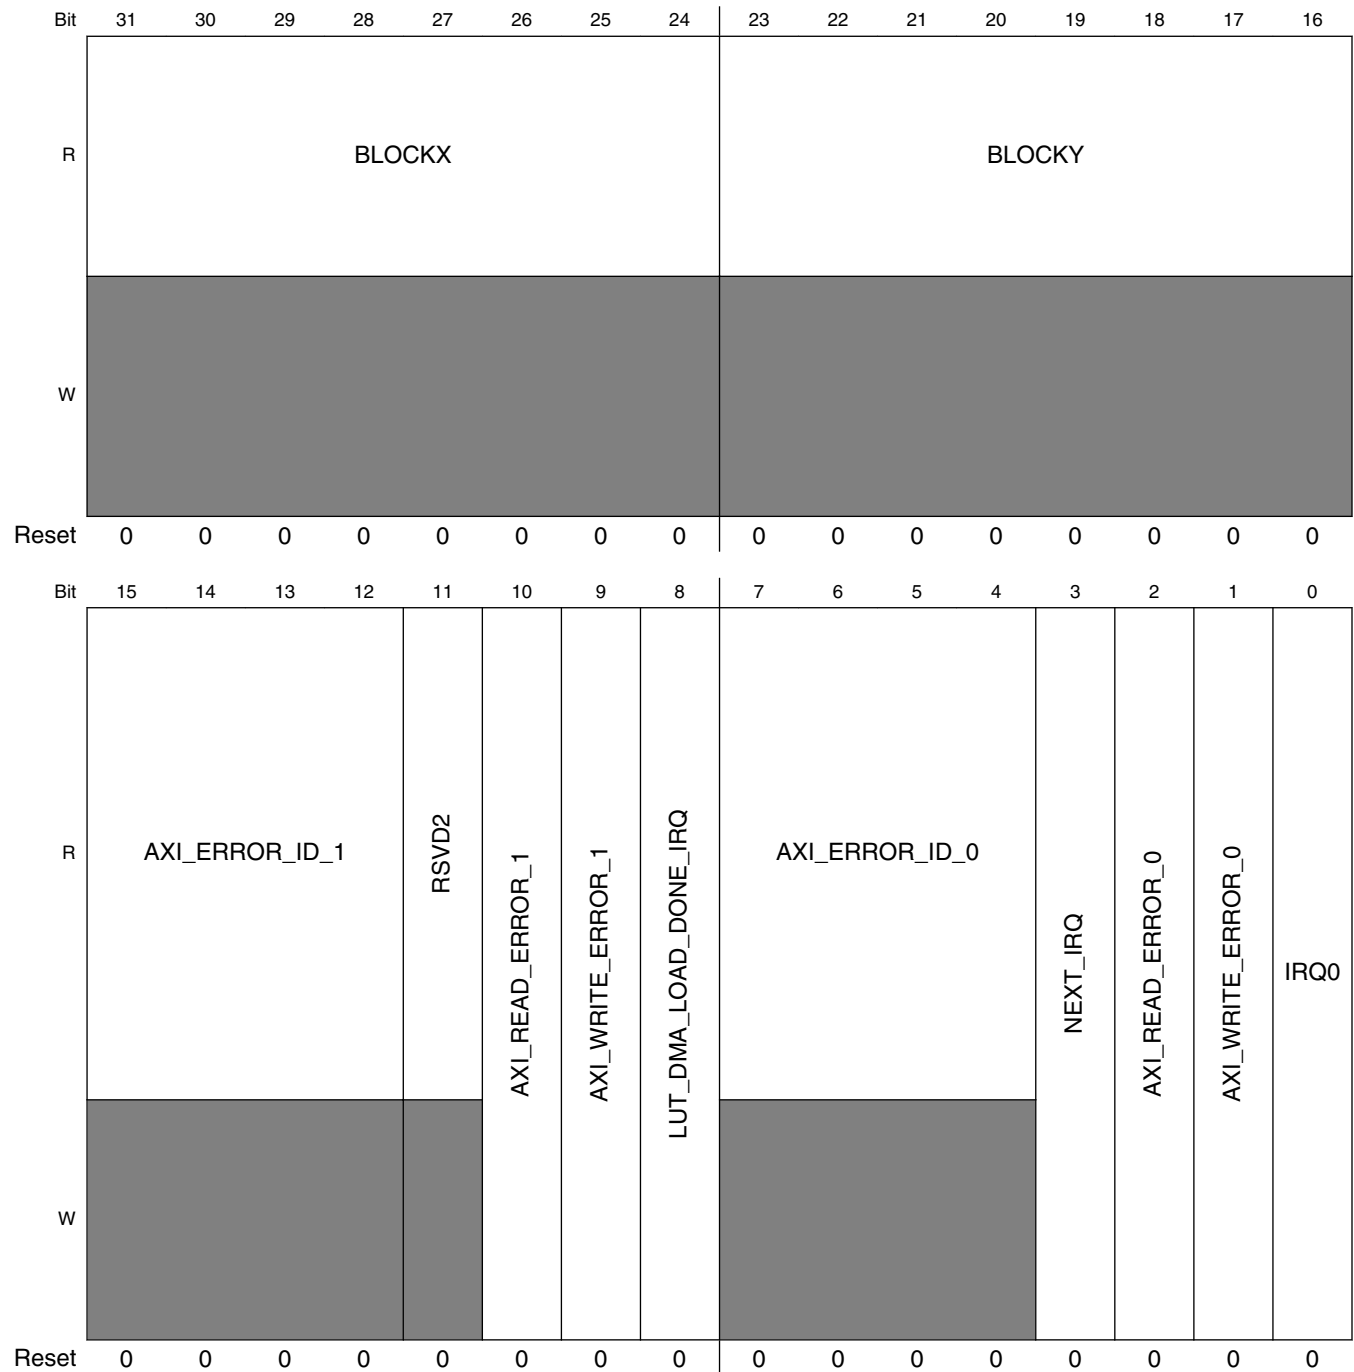 Bit 31 30 29 28 27 26 25 24 23 22 21 20 19 18 17 16
R BLOCKX BLOCKY
W
Reset 0 0 0 0 0 0 0 0 0 0 0 0 0 0 0 0
Bit 15 14 13 12 11 10 9 8 7 6 5 4 3 2 1 0
R AXI_ERROR_ID_1 RSVD2 AXI_READ_ERROR_1 AXI_WRITE_ERROR_1 LUT_DMA_LOAD_DONE_IRQ AXI_ERROR_ID_0 NEXT_IRQ AXI_READ_ERROR_0 AXI_WRITE_ERROR_0 IRQ0
W
Reset 0 0 0 0 0 0 0 0 0 0 0 0 0 0 0 0